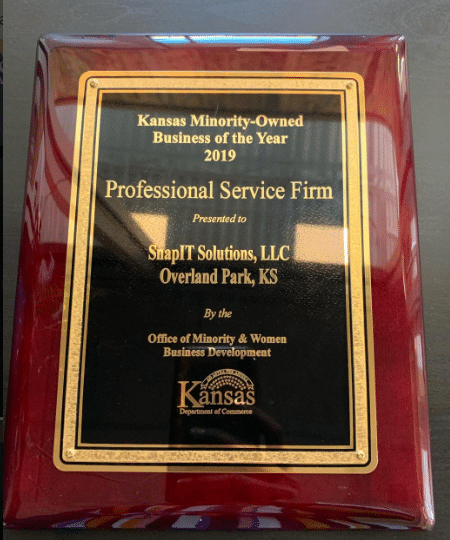 Kansas Minority-Owned
Business of the Year
2019
Professional Service Firm
Presented to
SnapIT Solutions, LLC
Overland Park, KS
By the
Office of Minority & Women
Business Development
Kansas
Department of Commerce